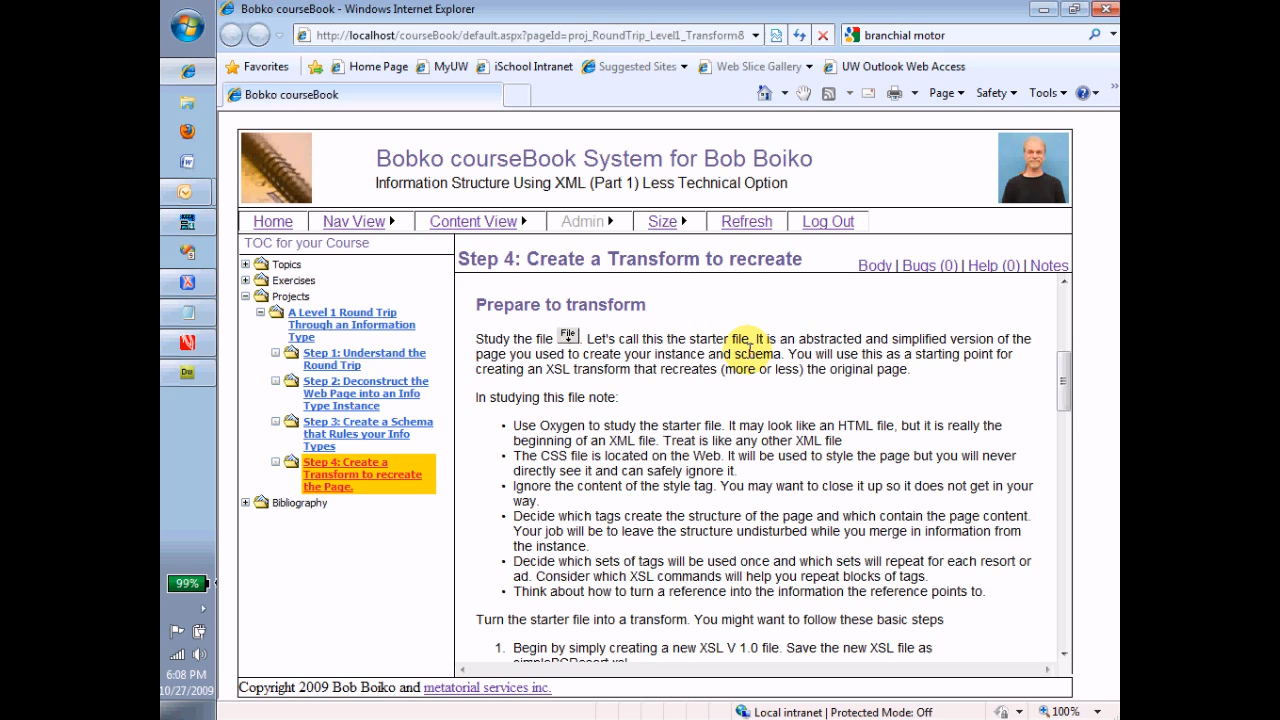 Bobko courseBook - Windows Internet Explorer
http://localhost/courseBook/default.aspx?pageId=proj_RoundTrip_Level1_Transform8
branchial motor
Favorites
Home Page
MyUW
iSchool Intranet
Suggested Sites
Web Slice Gallery
UW Outlook Web Access
Bobko courseBook
Page
Safety
Tools
Bobko courseBook System for Bob Boiko
Information Structure Using XML (Part 1) Less Technical Option
Home
Nav View
Content View
Admin
Size
Refresh
Log Out
TOC for your Course
Topics
Exercises
Projects
A Level 1 Round Trip
Through an Information
Type
Step 1: Understand the
Round Trip
Step 2: Deconstruct the
Web Page into an Info
Type Instance
Step 3: Create a Schema
that Rules your Info
Types
Step 4: Create a
Transform to recreate
the Page.
Bibliography
Step 4: Create a Transform to recreate
Body | Bugs (0) | Help (0) | Notes
Prepare to transform
Study the file File . Let's call this the starter file. It is an abstracted and simplified version of the
page you used to create your instance and schema. You will use this as a starting point for
creating an XSL transform that recreates (more or less) the original page.
In studying this file note:
• Use Oxygen to study the starter file. It may look like an HTML file, but it is really the
beginning of an XML file. Treat is like any other XML file
• The CSS file is located on the Web. It will be used to style the page but you will never
directly see it and can safely ignore it.
• Ignore the content of the style tag. You may want to close it up so it does not get in your
way.
• Decide which tags create the structure of the page and which contain the page content.
Your job will be to leave the structure undisturbed while you merge in information from
the instance.
• Decide which sets of tags will be used once and which sets will repeat for each resort or
ad. Consider which XSL commands will help you repeat blocks of tags.
• Think about how to turn a reference into the information the reference points to.
Turn the starter file into a transform. You might want to follow these basic steps
1. Begin by simply creating a new XSL V 1.0 file. Save the new XSL file as
Copyright 2009 Bob Boiko and metatorial services inc.
Local intranet | Protected Mode: Off
100%
99%
6:08 PM
10/27/2009